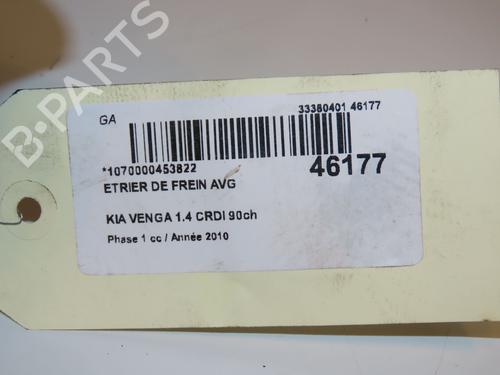 B-PARTS
GA
33380401 46177
*1070000453822
46177
ETRIER DE FREIN AVG
KIA VENGA 1.4 CRDI 90ch
Phase 1 cc / Année 2010